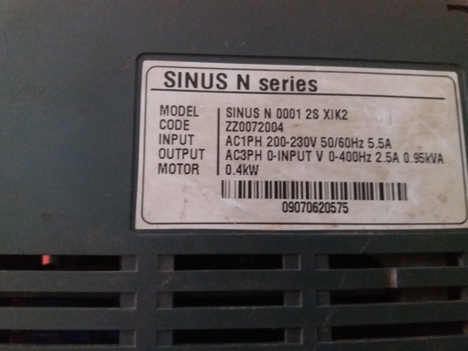 SINUS N series
MODEL SINUS N 0001 2S XIK2
CODE ZZ0072004
INPUT AC1PH 200-230V 50/60Hz 5.5A
OUTPUT AC3PH 0-INPUT V 0-400Hz 2.5A 0.95kVA
MOTOR 0.4kW
09070620575